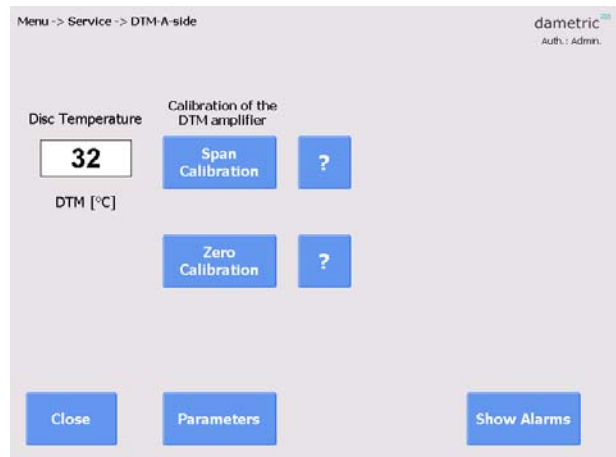 Menu -> Service -> DTM-A-side
dametric
Auth.: Admin.
Disc Temperature
Calibration of the
DTM amplifier
32
Span
Calibration
?
DTM [°C]
Zero
Calibration
?
Close
Parameters
Show Alarms